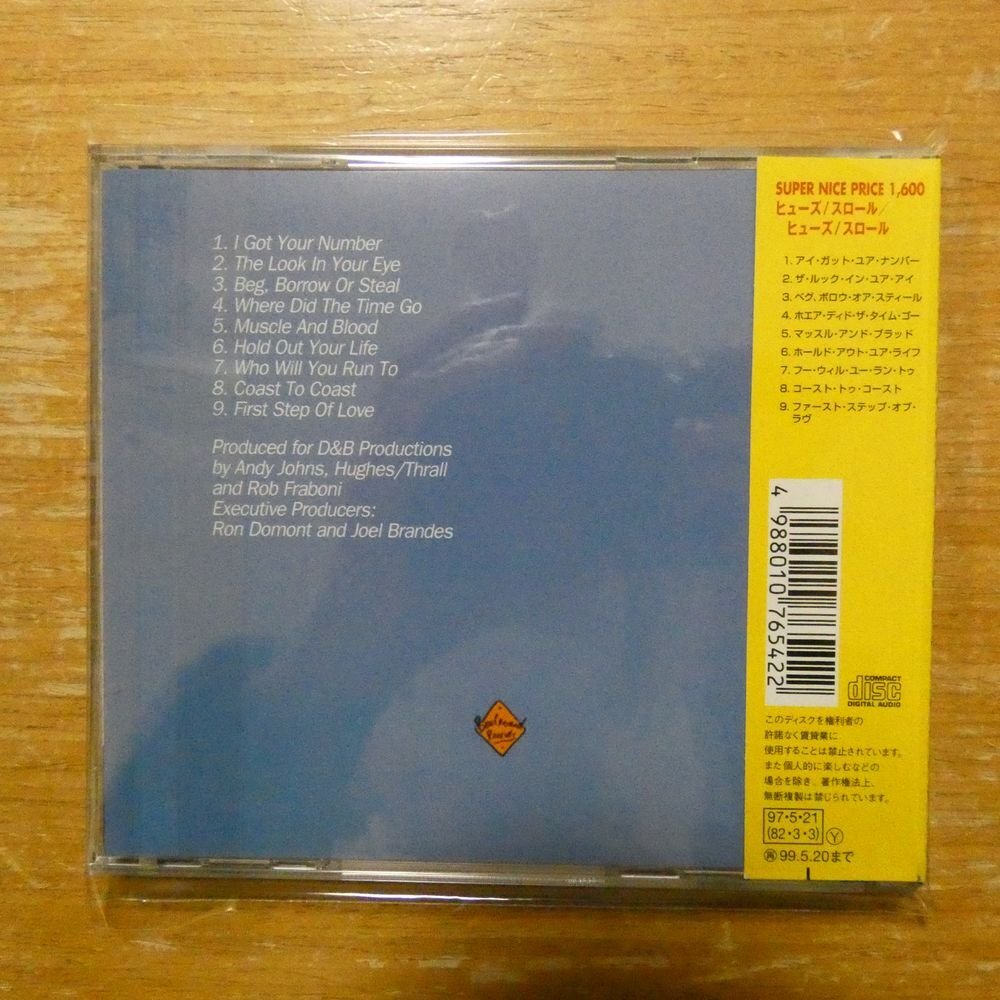 1. I Got Your Number
2. The Look In Your Eye
3. Beg, Borrow Or Steal
4. Where Did The Time Go
5. Muscle And Blood
6. Hold Out Your Life
7. Who Will You Run To
8. Coast To Coast
9. First Step Of Love
Produced for D&B Productions
by Andy Johns, Hughes/Thrall
and Rob Fraboni
Executive Producers:
Ron Domont and Joel Brandes
Boulevard
Records
SUPER NICE PRICE 1,600
ヒューズ/スロール/
ヒューズ/スロール
1. アイ・ガット・ユア・ナンバー
2. ザ・ルック・イン・ユア・アイ
3. ベグ, ボロウ・オア・スティール
4. ホエア・ディド・ザ・タイム・ゴー
5. マッスル・アンド・ブラッド
6. ホールド・アウト・ユア・ライフ
7. フー・ウィル・ユー・ラン・トゥ
8. コースト・トゥ・コースト
9. ファースト・ステップ・オブ・
ラヴ
4 988010 765422
COMPACT
disc
DIGITAL AUDIO
このディスクを権利者の
許諾なく賃貸業に
使用することは禁止されています。
また個人的に楽しむなどの
場合を除き、著作権法上、
無断複製は禁じられています。
97・5・21
(82・3・3) Y
再 99.5.20まで